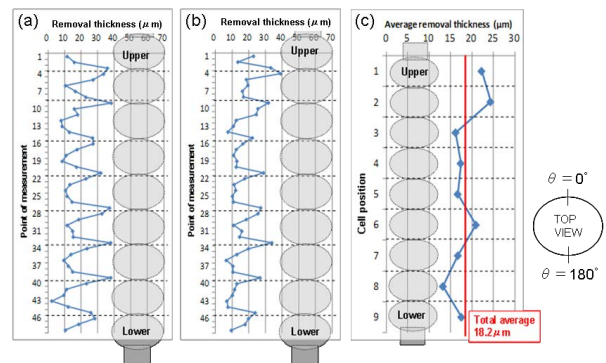 (a) Removal thickness (μm)
0 10 20 30 40 50 60 70
Point of measurement
1
4
7
10
13
16
19
22
25
28
31
34
37
40
43
46
Upper
Lower
(b) Removal thickness (μm)
0 10 20 30 40 50 60 70
Point of measurement
1
4
7
10
13
16
19
22
25
28
31
34
37
40
43
46
Upper
Lower
(c) Average removal thickness (μm)
0 5 10 15 20 25 30
Cell position
1
2
3
4
5
6
7
8
9
Upper
Lower
Total average
18.2μm
θ = 0°
TOP
VIEW
θ = 180°